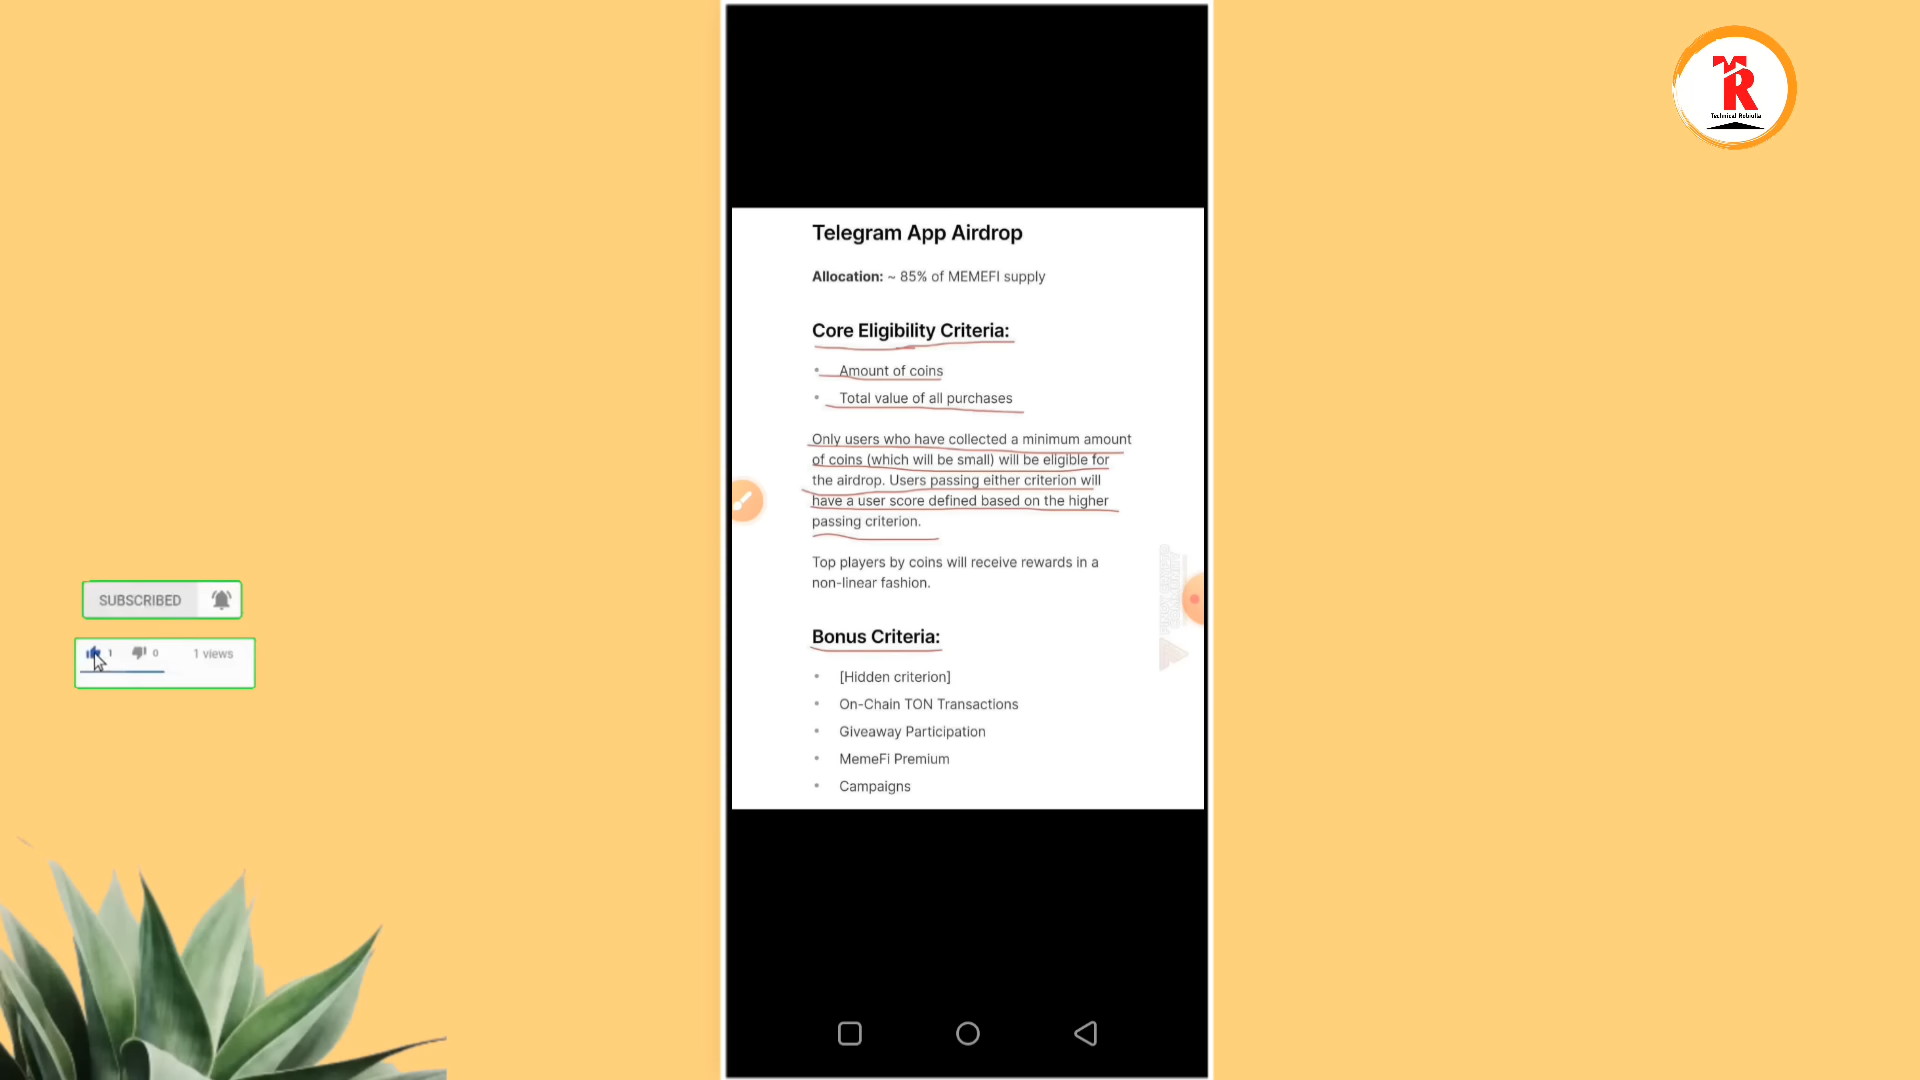 Technical Robiulla
Telegram App Airdrop
Allocation: ~ 85% of MEMEFI supply
Core Eligibility Criteria:
• Amount of coins
• Total value of all purchases
Only users who have collected a minimum amount
of coins (which will be small) will be eligible for
the airdrop. Users passing either criterion will
have a user score defined based on the higher
passing criterion.
Top players by coins will receive rewards in a
non-linear fashion.
Bonus Criteria:
• [Hidden criterion]
• On-Chain TON Transactions
• Giveaway Participation
• MemeFi Premium
• Campaigns
SUBSCRIBED
1 0 1 views